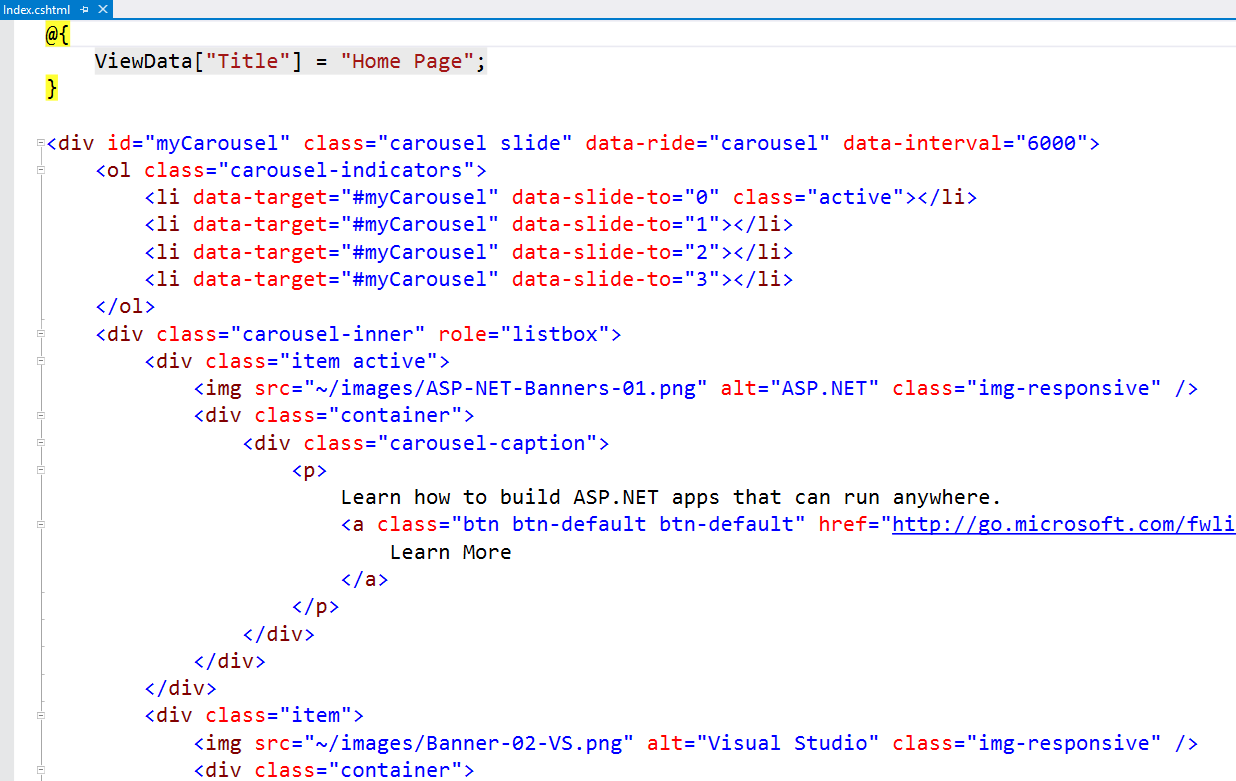 Index.cshtml
@{
    ViewData["Title"] = "Home Page";
}
<div id="myCarousel" class="carousel slide" data-ride="carousel" data-interval="6000">
    <ol class="carousel-indicators">
        <li data-target="#myCarousel" data-slide-to="0" class="active"></li>
        <li data-target="#myCarousel" data-slide-to="1"></li>
        <li data-target="#myCarousel" data-slide-to="2"></li>
        <li data-target="#myCarousel" data-slide-to="3"></li>
    </ol>
    <div class="carousel-inner" role="listbox">
        <div class="item active">
            <img src="~/images/ASP-NET-Banners-01.png" alt="ASP.NET" class="img-responsive" />
            <div class="container">
                <div class="carousel-caption">
                    <p>
                        Learn how to build ASP.NET apps that can run anywhere.
                        <a class="btn btn-default btn-default" href="http://go.microsoft.com/fwli
                            Learn More
                        </a>
                    </p>
                </div>
            </div>
        </div>
        <div class="item">
            <img src="~/images/Banner-02-VS.png" alt="Visual Studio" class="img-responsive" />
            <div class="container">